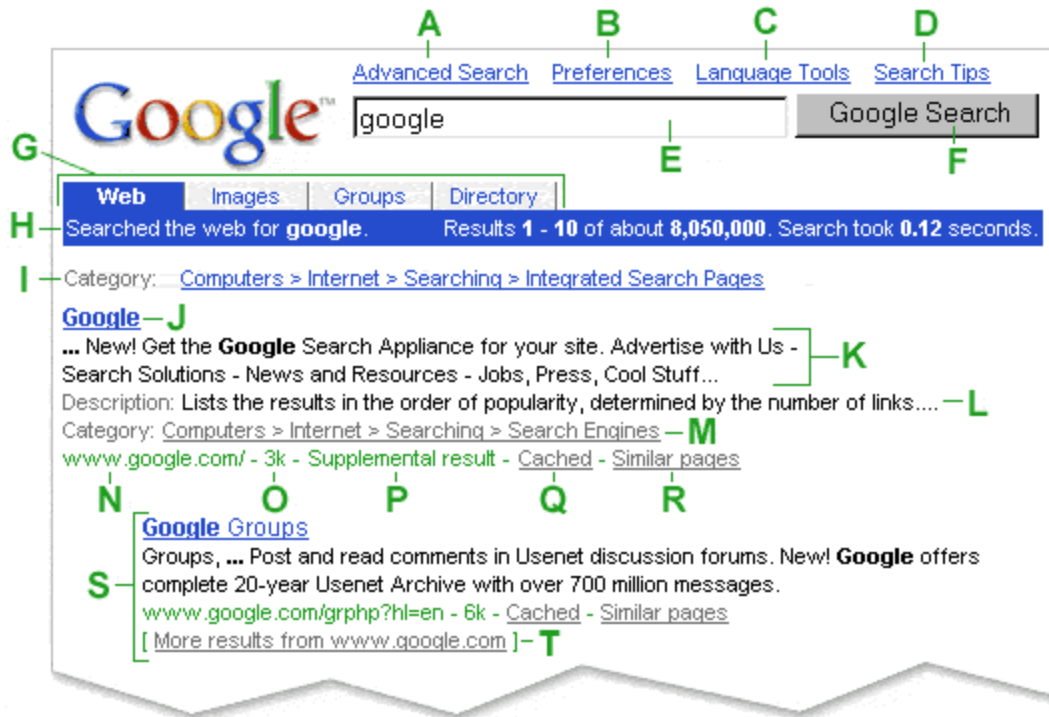 A B C D
Advanced Search Preferences Language Tools Search Tips
Google™
google
Google Search
E F
G
Web Images Groups Directory
H
Searched the web for google. Results 1 - 10 of about 8,050,000. Search took 0.12 seconds.
I
Category: Computers > Internet > Searching > Integrated Search Pages
Google J
... New! Get the Google Search Appliance for your site. Advertise with Us -
Search Solutions - News and Resources - Jobs, Press, Cool Stuff...
K
Description: Lists the results in the order of popularity, determined by the number of links.... L
Category: Computers > Internet > Searching > Search Engines M
www.google.com/ - 3k - Supplemental result - Cached - Similar pages
N O P Q R
Google Groups
Groups, ... Post and read comments in Usenet discussion forums. New! Google offers
S
complete 20-year Usenet Archive with over 700 million messages.
www.google.com/grphp?hl=en - 6k - Cached - Similar pages
[ More results from www.google.com ] T